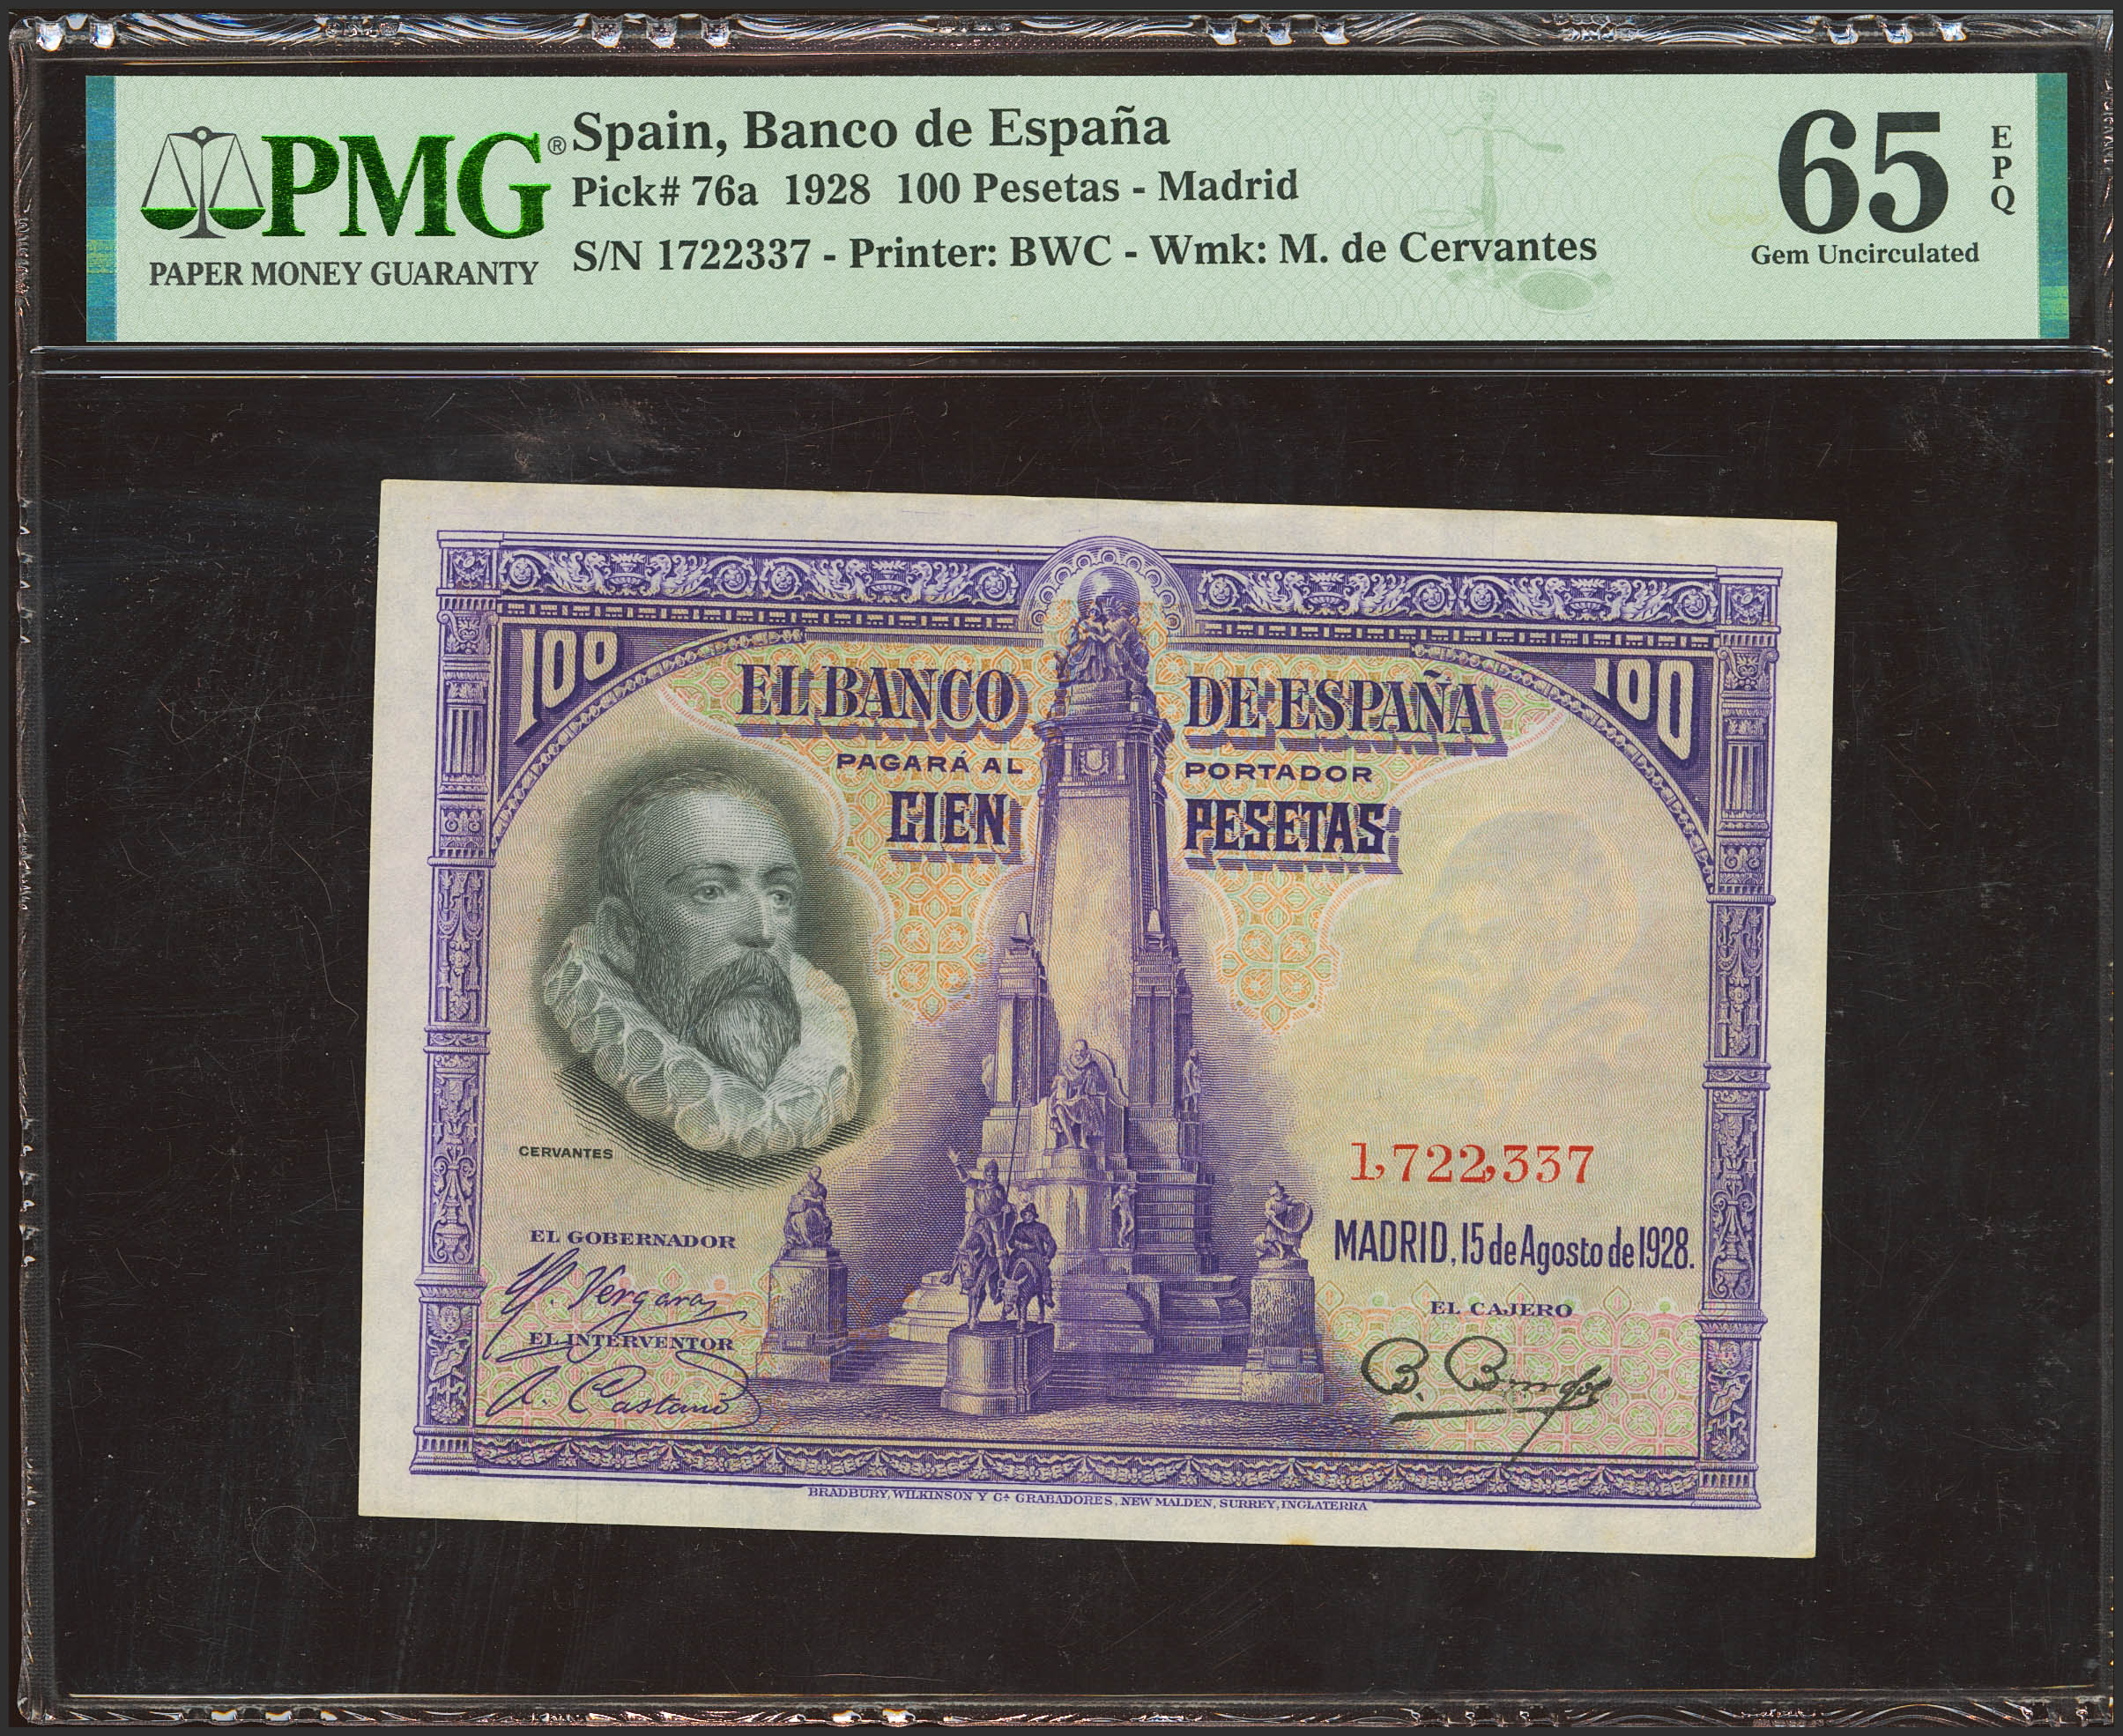 PMG®
PAPER MONEY GUARANTY
Spain, Banco de España
Pick# 76a 1928 100 Pesetas - Madrid
S/N 1722337 - Printer: BWC - Wmk: M. de Cervantes
65
EPQ
Gem Uncirculated
100
100
EL BANCO DE ESPAÑA
PAGARÁ AL PORTADOR
CIEN PESETAS
CERVANTES
1,722,337
MADRID, 15 de Agosto de 1928.
EL GOBERNADOR
Vergara
EL INTERVENTOR
A. Castaño
EL CAJERO
BRADBURY, WILKINSON Y Cª GRABADORES, NEW MALDEN, SURREY, INGLATERRA